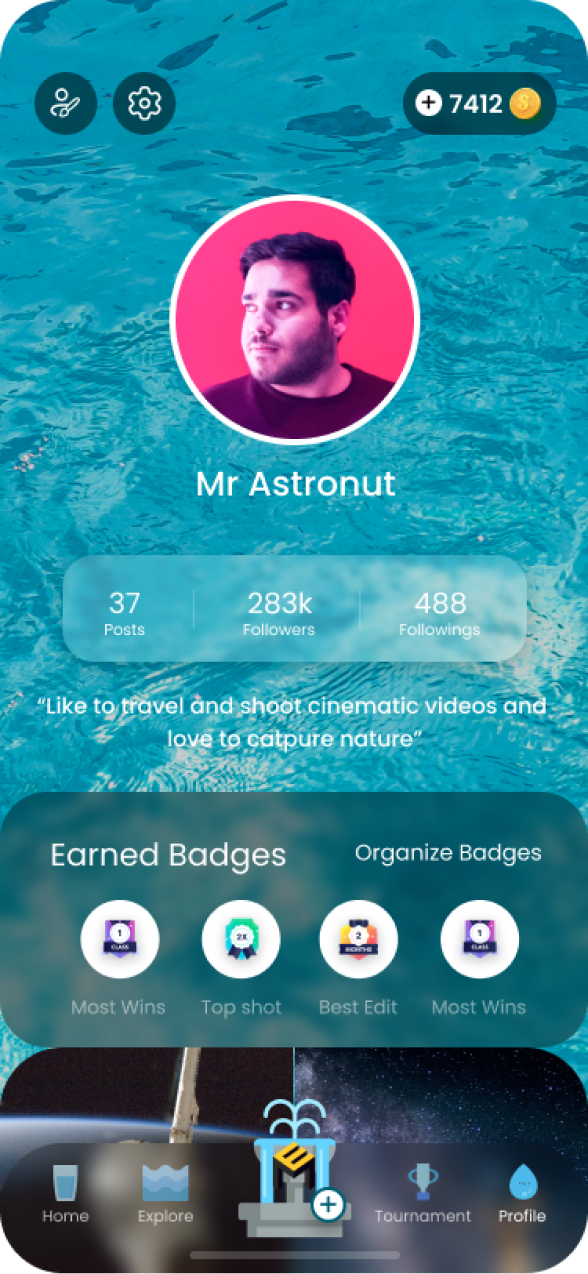 7412
Mr Astronut
37 283k 488
Posts Followers Followings
“Like to travel and shoot cinematic videos and
love to catpure nature”
Earned Badges Organize Badges
1 2X 2 1
CLASS MONTHS CLASS
Most Wins Top shot Best Edit Most Wins
Home Explore Tournament Profile